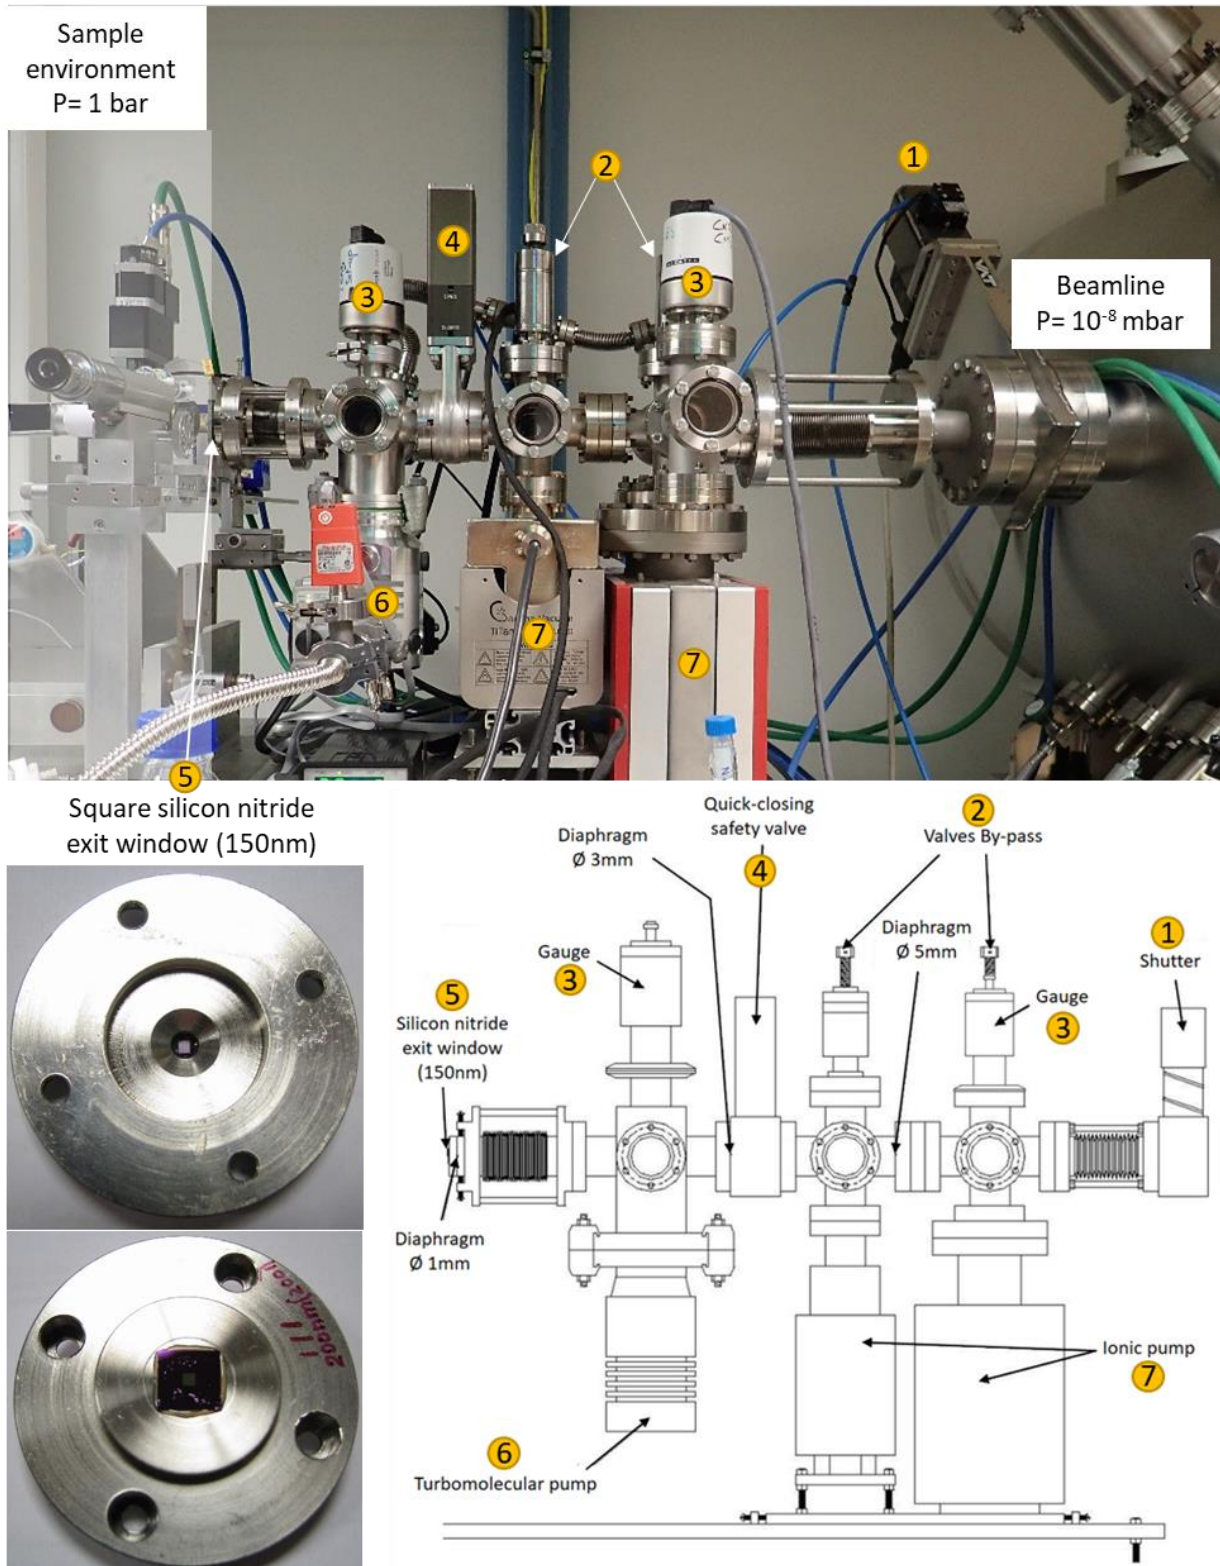 Sample
environment
P= 1 bar
1
2
4
3
3
Beamline
P= 10⁻⁸ mbar
6
7
7
5
Square silicon nitride
exit window (150nm)
Quick-closing
safety valve
4
2
Valves By-pass
Diaphragm
Ø 3mm
Diaphragm
Ø 5mm
1
Shutter
Gauge
3
Gauge
3
5
Silicon nitride
exit window
(150nm)
Diaphragm
Ø 1mm
Ionic pump
7
6
Turbomolecular pump